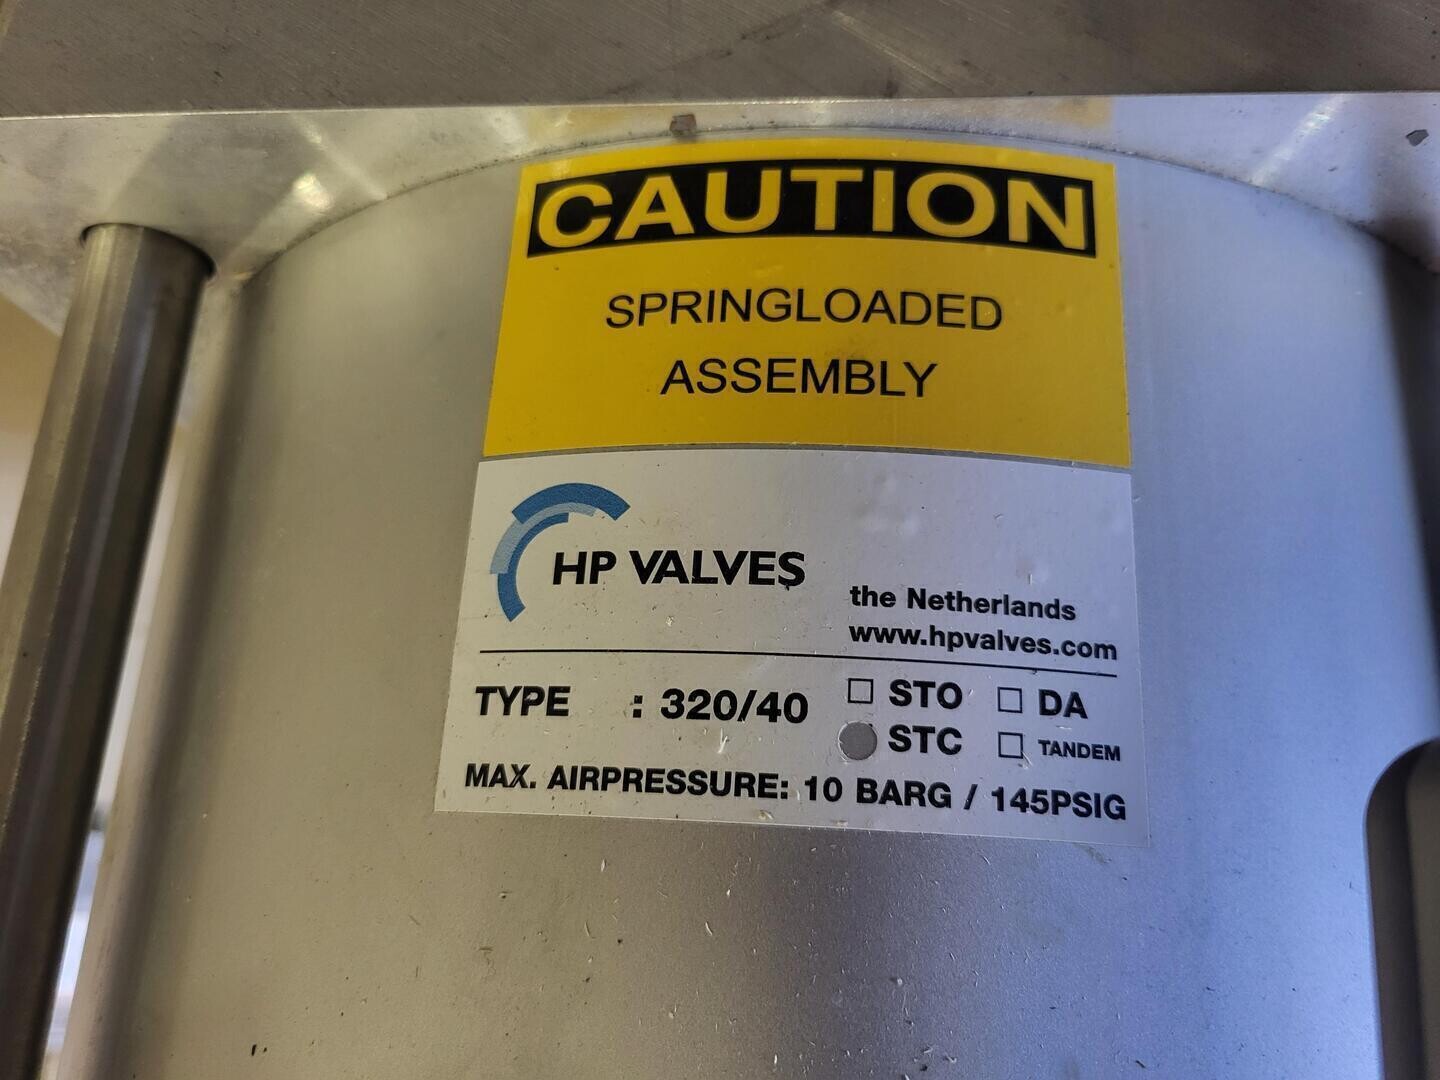 CAUTION
SPRINGLOADED
ASSEMBLY
HP VALVES
the Netherlands
www.hpvalves.com
TYPE : 320/40 STO DA
STC TANDEM
MAX. AIRPRESSURE: 10 BARG / 145PSIG